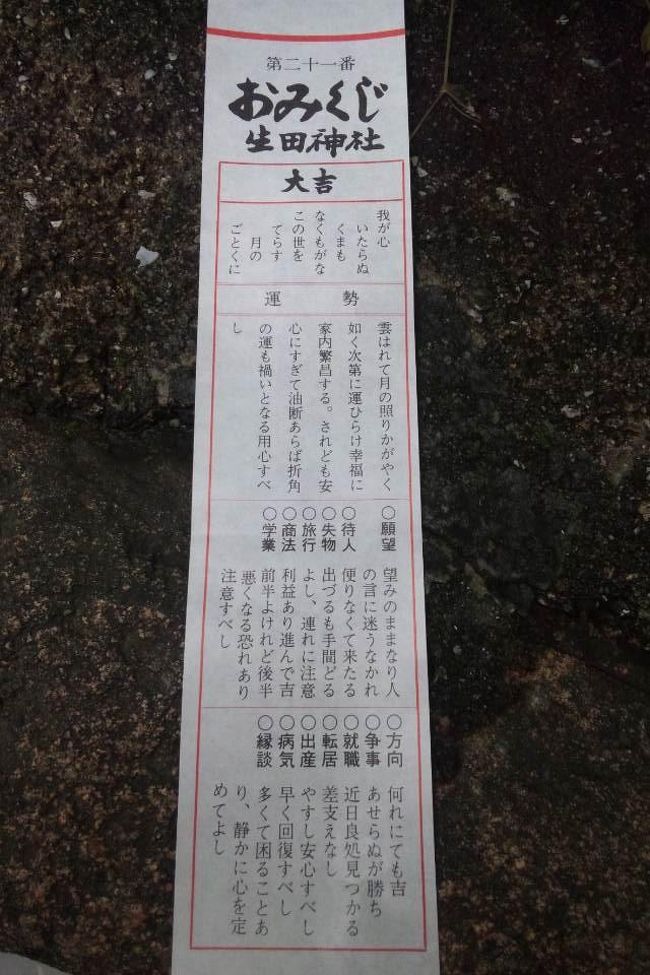 第二十一番
おみくじ
生田神社
大吉
我が心
いたらぬ
くまも
なくもがな
この世を
てらす
月の
ごとくに
運勢
雲はれて月の照りかがやく
如く次第に運ひらけ幸福に
家内繁昌する。されども安
心にすぎて油断あらば折角
の運も禍いとなる用心すべ
し
○願望
○待人
○失物
○旅行
○商法
○学業
望みのままなり人
の言に迷うなかれ
便りなくて来たる
出づるも手間どる
よし、連れに注意
利益あり進んで吉
前半よけれど後半
悪くなる恐れあり
注意すべし
○方向
○争事
○就職
○転居
○出産
○病気
○縁談
何れにても吉
あせらぬが勝ち
近日良処見つかる
差支えなし
やすし安心すべし
早く回復すべし
多くて困ることあ
り、静かに心を定
めてよし